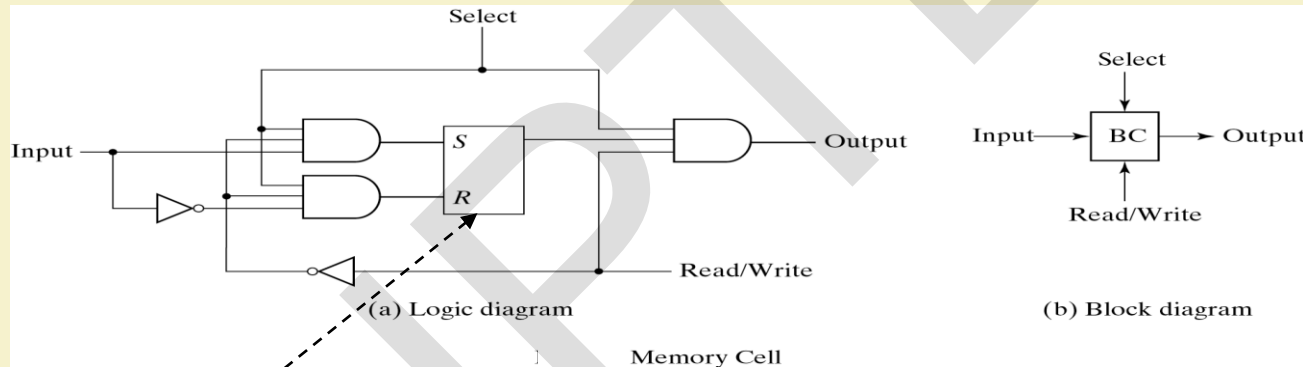 Select
Input
S
R
Output
Read/Write
(a) Logic diagram
Select
Input
BC
Output
Read/Write
(b) Block diagram
Memory Cell